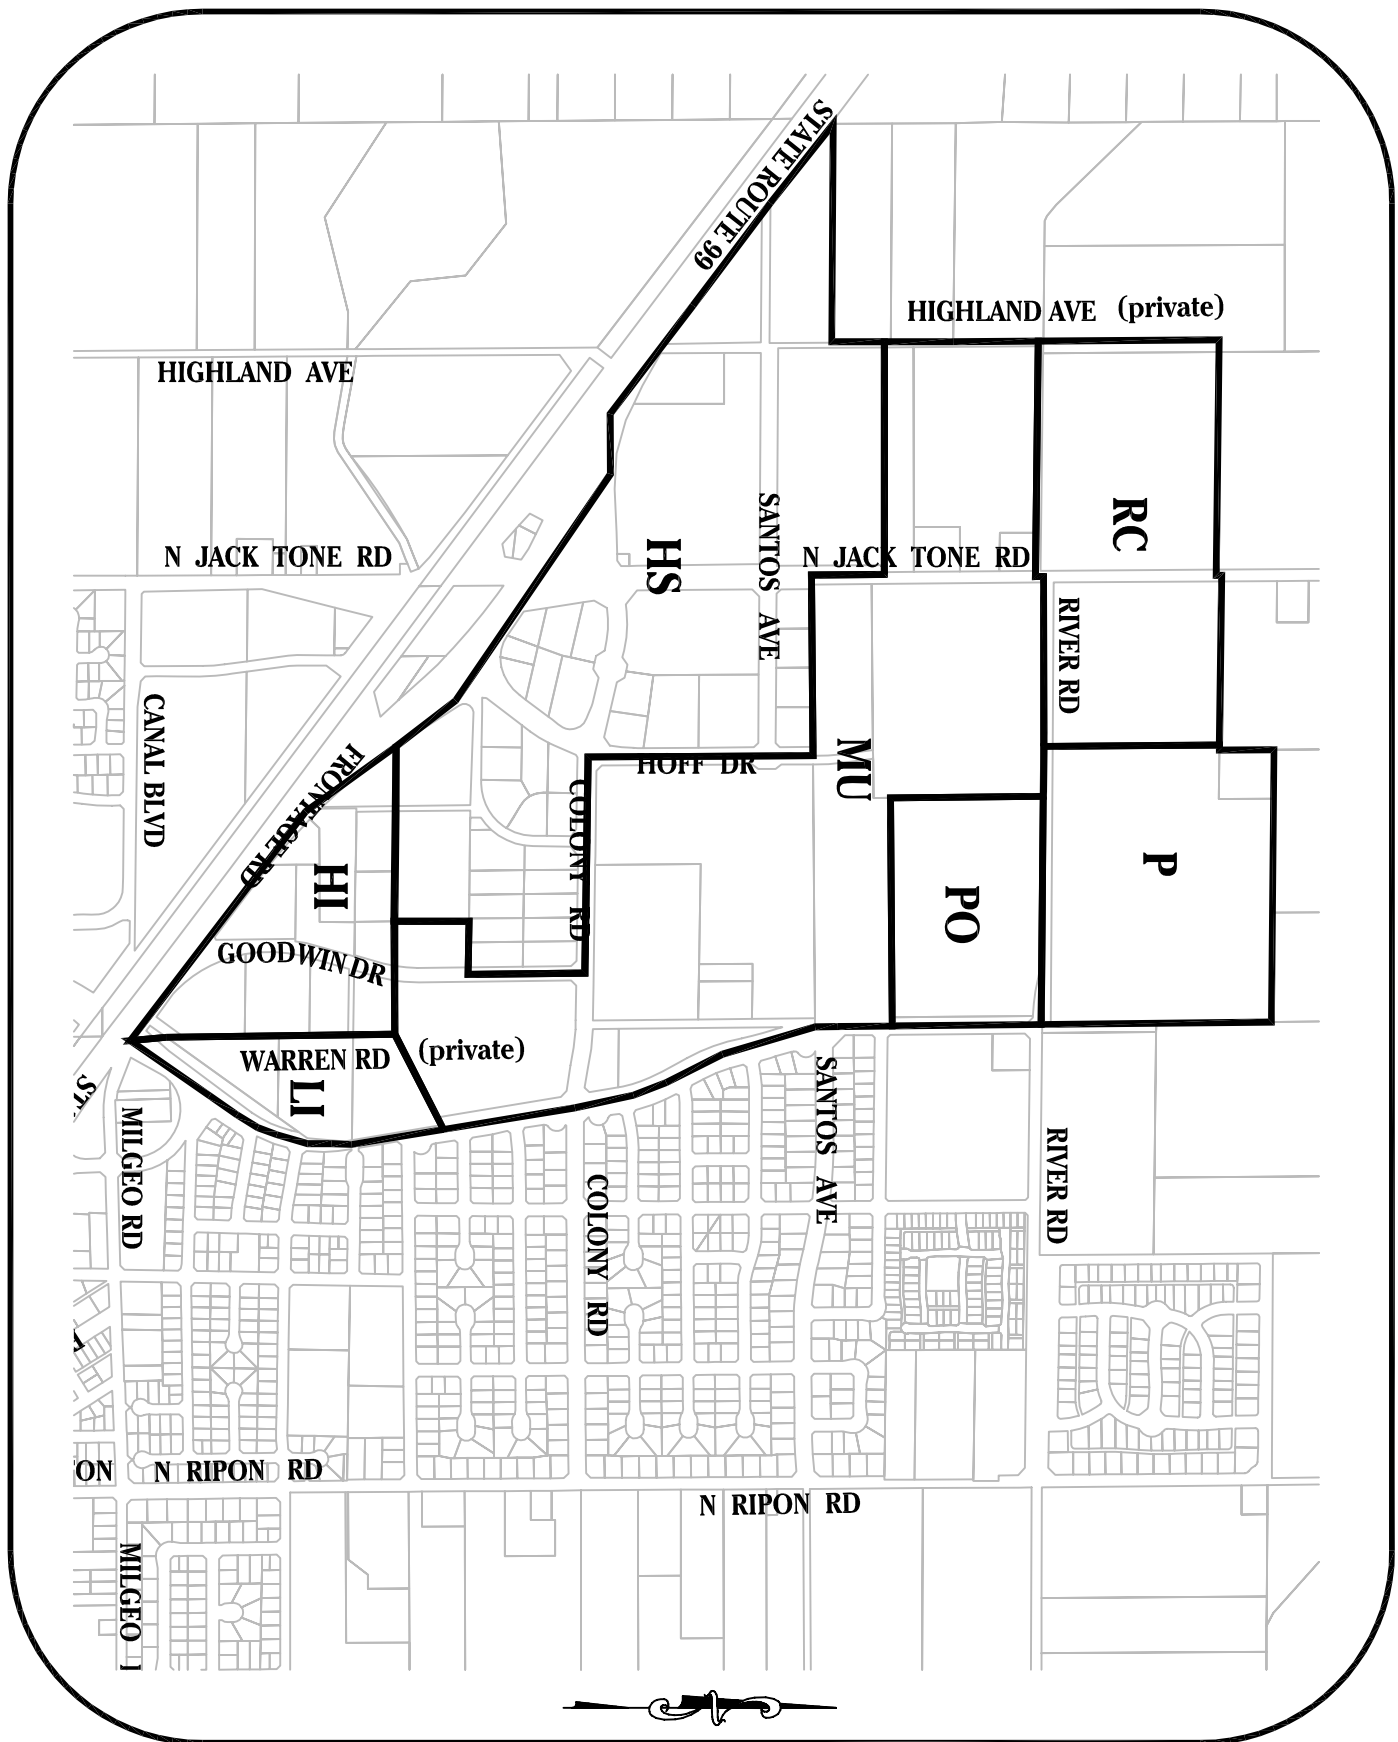 STATE ROUTE 99
HIGHLAND AVE (private)
HIGHLAND AVE
RC
SANTOS AVE
HS
N JACK TONE RD
N JACK TONE RD
RIVER RD
CANAL BLVD
FRONTAGE RD
HOFF DR
MU
COLONY RD
P
HI
PO
GOODWIN DR
WARREN RD (private)
LI
ST
MILGEO RD
SANTOS AVE
RIVER RD
COLONY RD
ON N RIPON RD
N RIPON RD
MILGEO